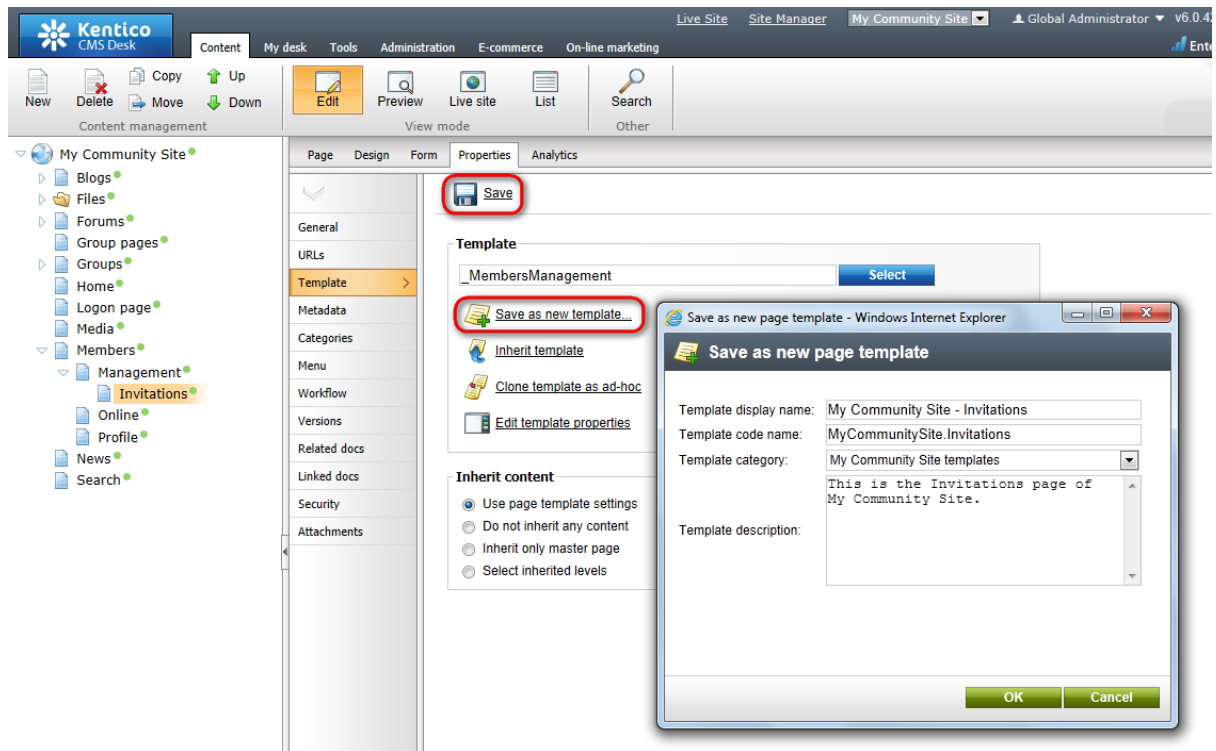 Kentico
CMS Desk
Live Site Site Manager My Community Site Global Administrator v6.0.42
Content My desk Tools Administration E-commerce On-line marketing
New Delete Copy Move Up Down
Content management
Edit Preview Live site List
View mode
Search
Other
My Community Site
Blogs
Files
Forums
Group pages
Groups
Home
Logon page
Media
Members
Management
Invitations
Online
Profile
News
Search
Page Design Form Properties Analytics
General
URLs
Template
Metadata
Categories
Menu
Workflow
Versions
Related docs
Linked docs
Security
Attachments
Save
Template
_MembersManagement Select
Save as new template...
Inherit template
Clone template as ad-hoc
Edit template properties
Inherit content
Use page template settings
Do not inherit any content
Inherit only master page
Select inherited levels
Save as new page template - Windows Internet Explorer
Save as new page template
Template display name: My Community Site - Invitations
Template code name: MyCommunitySite.Invitations
Template category: My Community Site templates
Template description: This is the Invitations page of
My Community Site.
OK Cancel